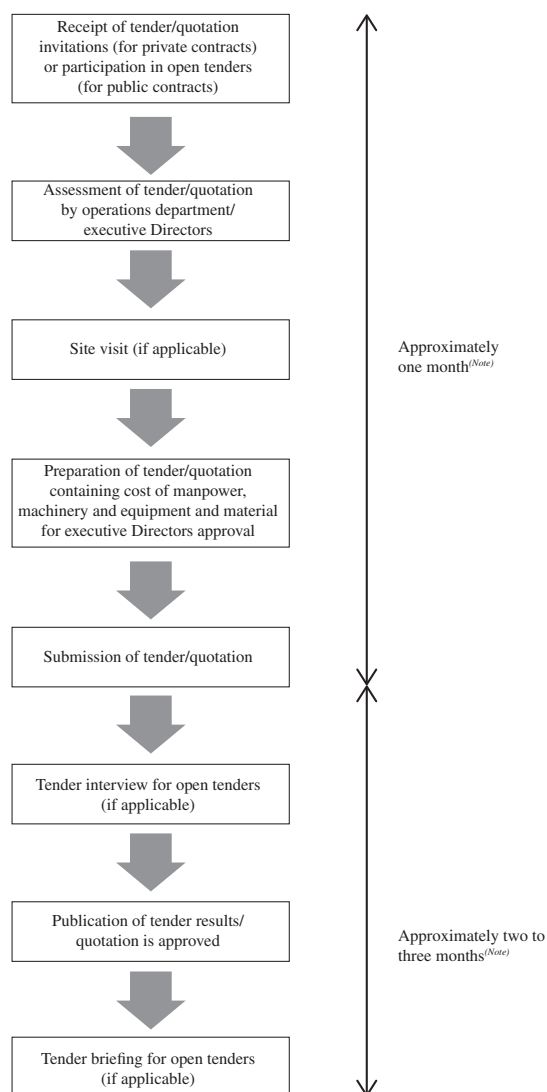 Receipt of tender/quotation
invitations (for private contracts)
or participation in open tenders
(for public contracts)
Assessment of tender/quotation
by operations department/
executive Directors
Site visit (if applicable)
Approximately
one month(Note)
Preparation of tender/quotation
containing cost of manpower,
machinery and equipment and material
for executive Directors approval
Submission of tender/quotation
Tender interview for open tenders
(if applicable)
Publication of tender results/
quotation is approved
Approximately two to
three months(Note)
Tender briefing for open tenders
(if applicable)